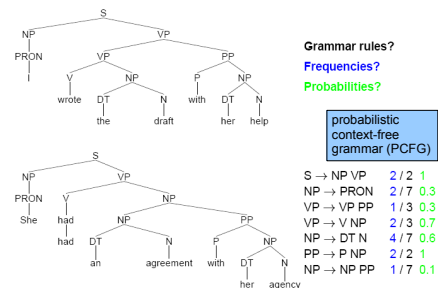 S
NP VP
PRON VP PP
I V NP P NP
wrote DT N with DT N
the draft her help
Grammar rules?
Frequencies?
Probabilities?
probabilistic
context-free
grammar (PCFG)
S
NP VP
PRON V NP
She had NP PP
had DT N P NP
an agreement with DT N
her agency
S → NP VP 2 / 2 1
NP → PRON 2 / 7 0.3
VP → VP PP 1 / 3 0.3
VP → V NP 2 / 3 0.7
NP → DT N 4 / 7 0.6
PP → P NP 2 / 2 1
NP → NP PP 1 / 7 0.1